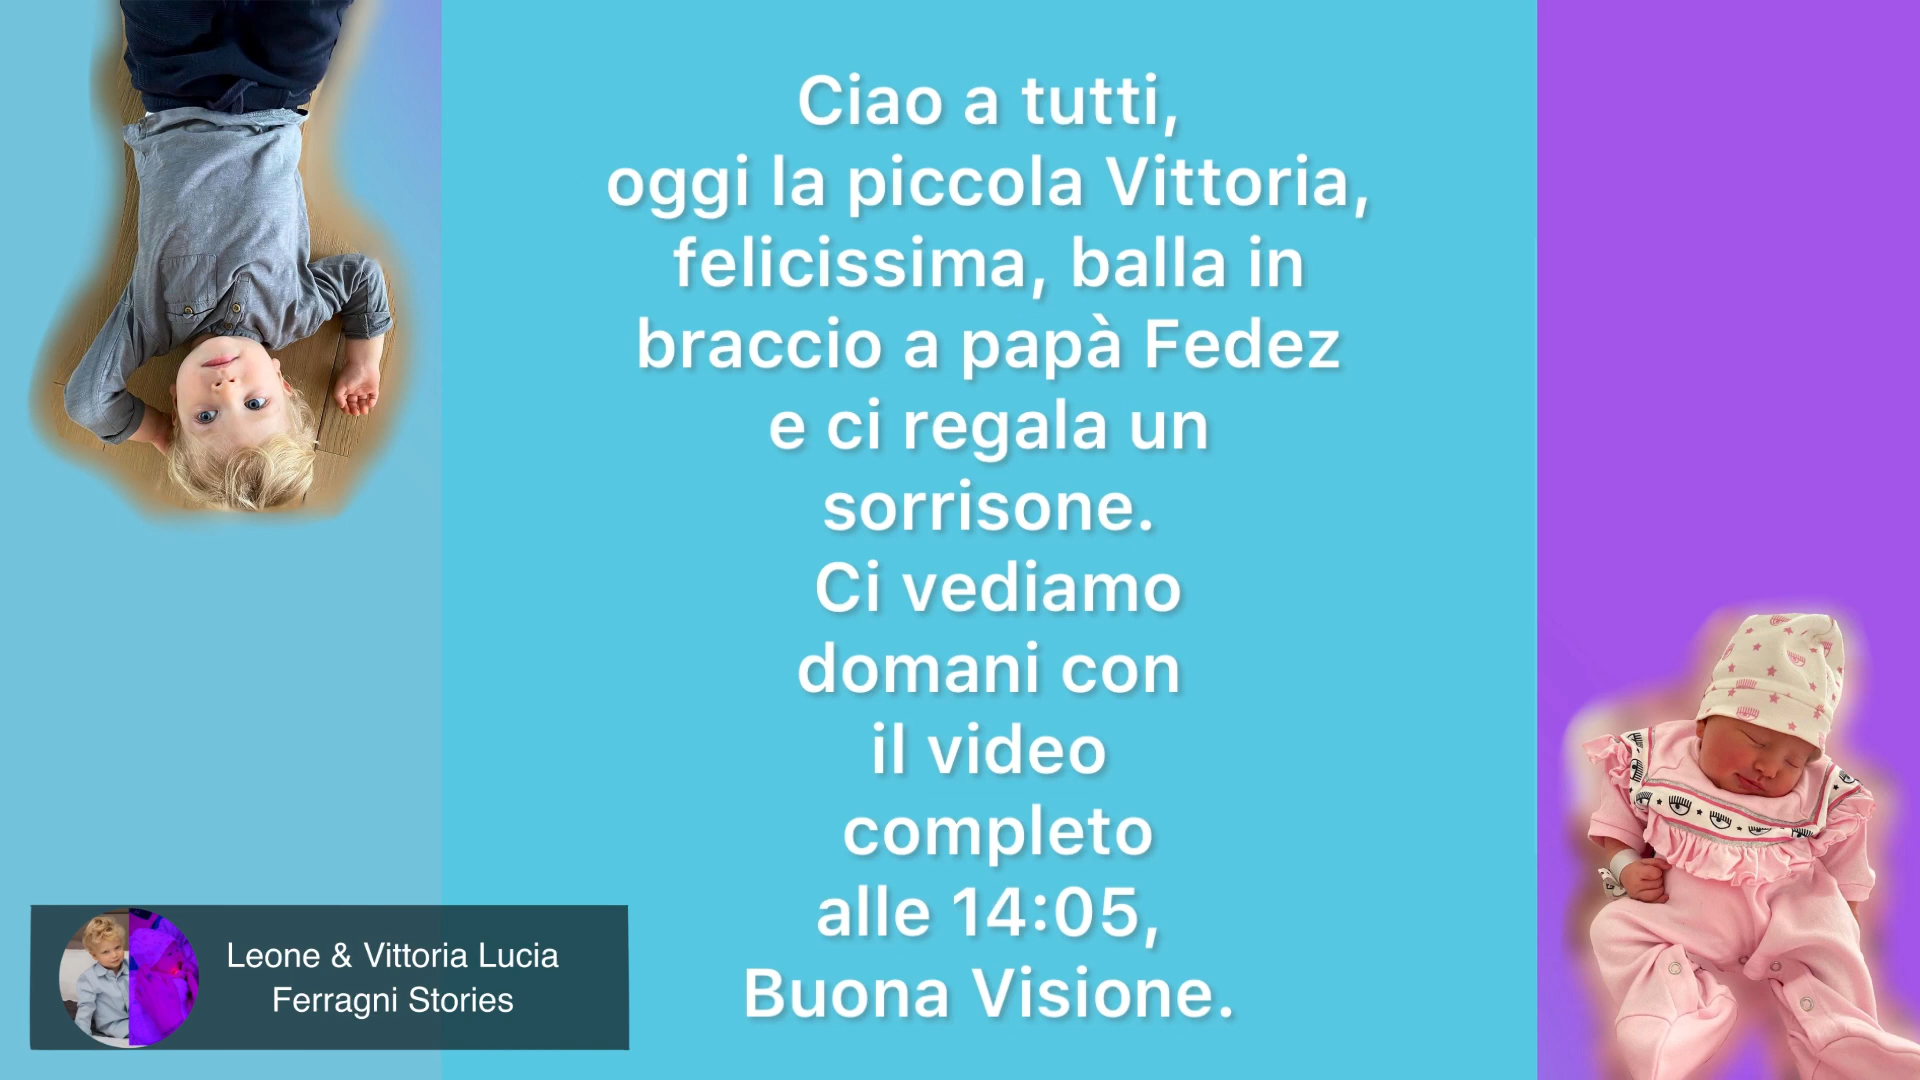 Ciao a tutti,
oggi la piccola Vittoria,
felicissima, balla in
braccio a papà Fedez
e ci regala un
sorrisone.
Ci vediamo
domani con
il video
completo
alle 14:05,
Buona Visione.
Leone & Vittoria Lucia
Ferragni Stories